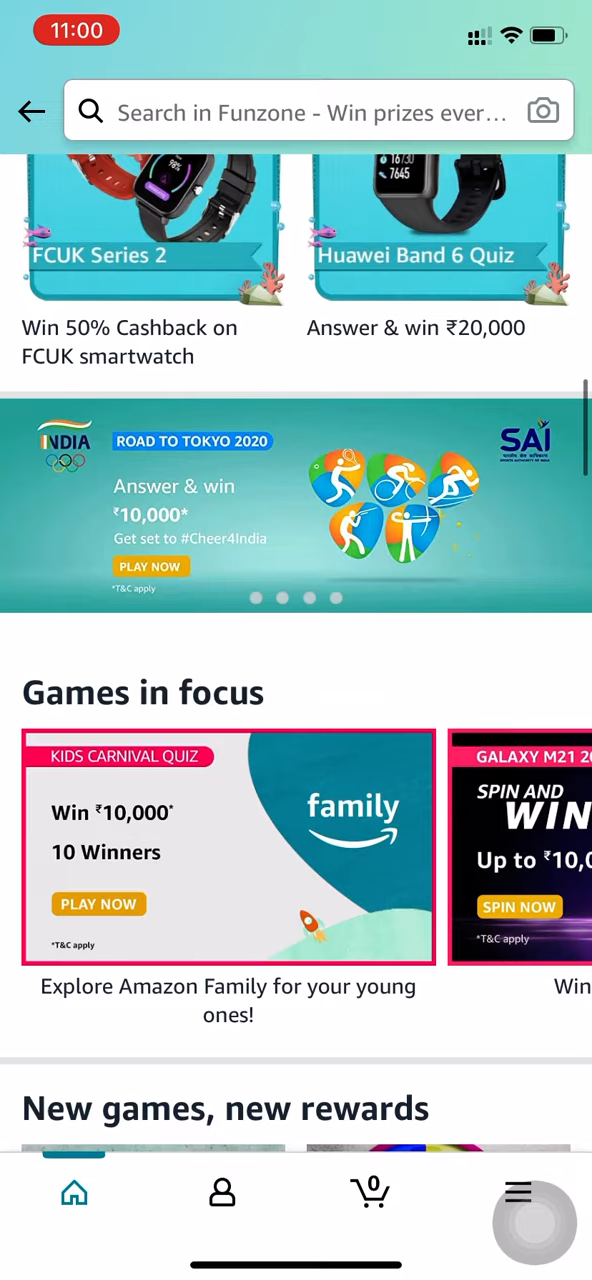 11:00
Search in Funzone - Win prizes ever...
98%
16/30
7645
FCUK Series 2
Huawei Band 6 Quiz
Win 50% Cashback on
FCUK smartwatch
Answer & win ₹20,000
INDIA
ROAD TO TOKYO 2020
SAI
Answer & win
₹10,000*
Get set to #Cheer4India
PLAY NOW
*T&C apply
Games in focus
KIDS CARNIVAL QUIZ
Win ₹10,000*
10 Winners
family
PLAY NOW
*T&C apply
GALAXY M21 20
SPIN AND
WIN
Up to ₹10,0
SPIN NOW
*T&C apply
Explore Amazon Family for your young
ones!
Win
New games, new rewards
0